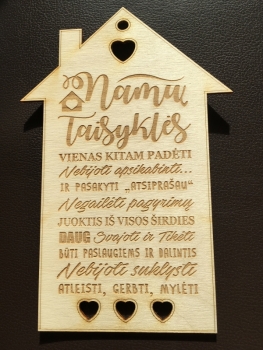 Namų
Taisyklės
VIENAS KITAM PADĖTI
Nebijoti apsikabinti...
IR PASAKYTI „ATSIPRAŠAU“
Negailėti pagyrimų
JUOKTIS IŠ VISOS ŠIRDIES
DAUG Svajoti ir Tikėti
BŪTI PASLAUGIEMS IR BALINTIS
Nebijoti suklysti
ATLEISTI, GERBTI, MYLĖTI